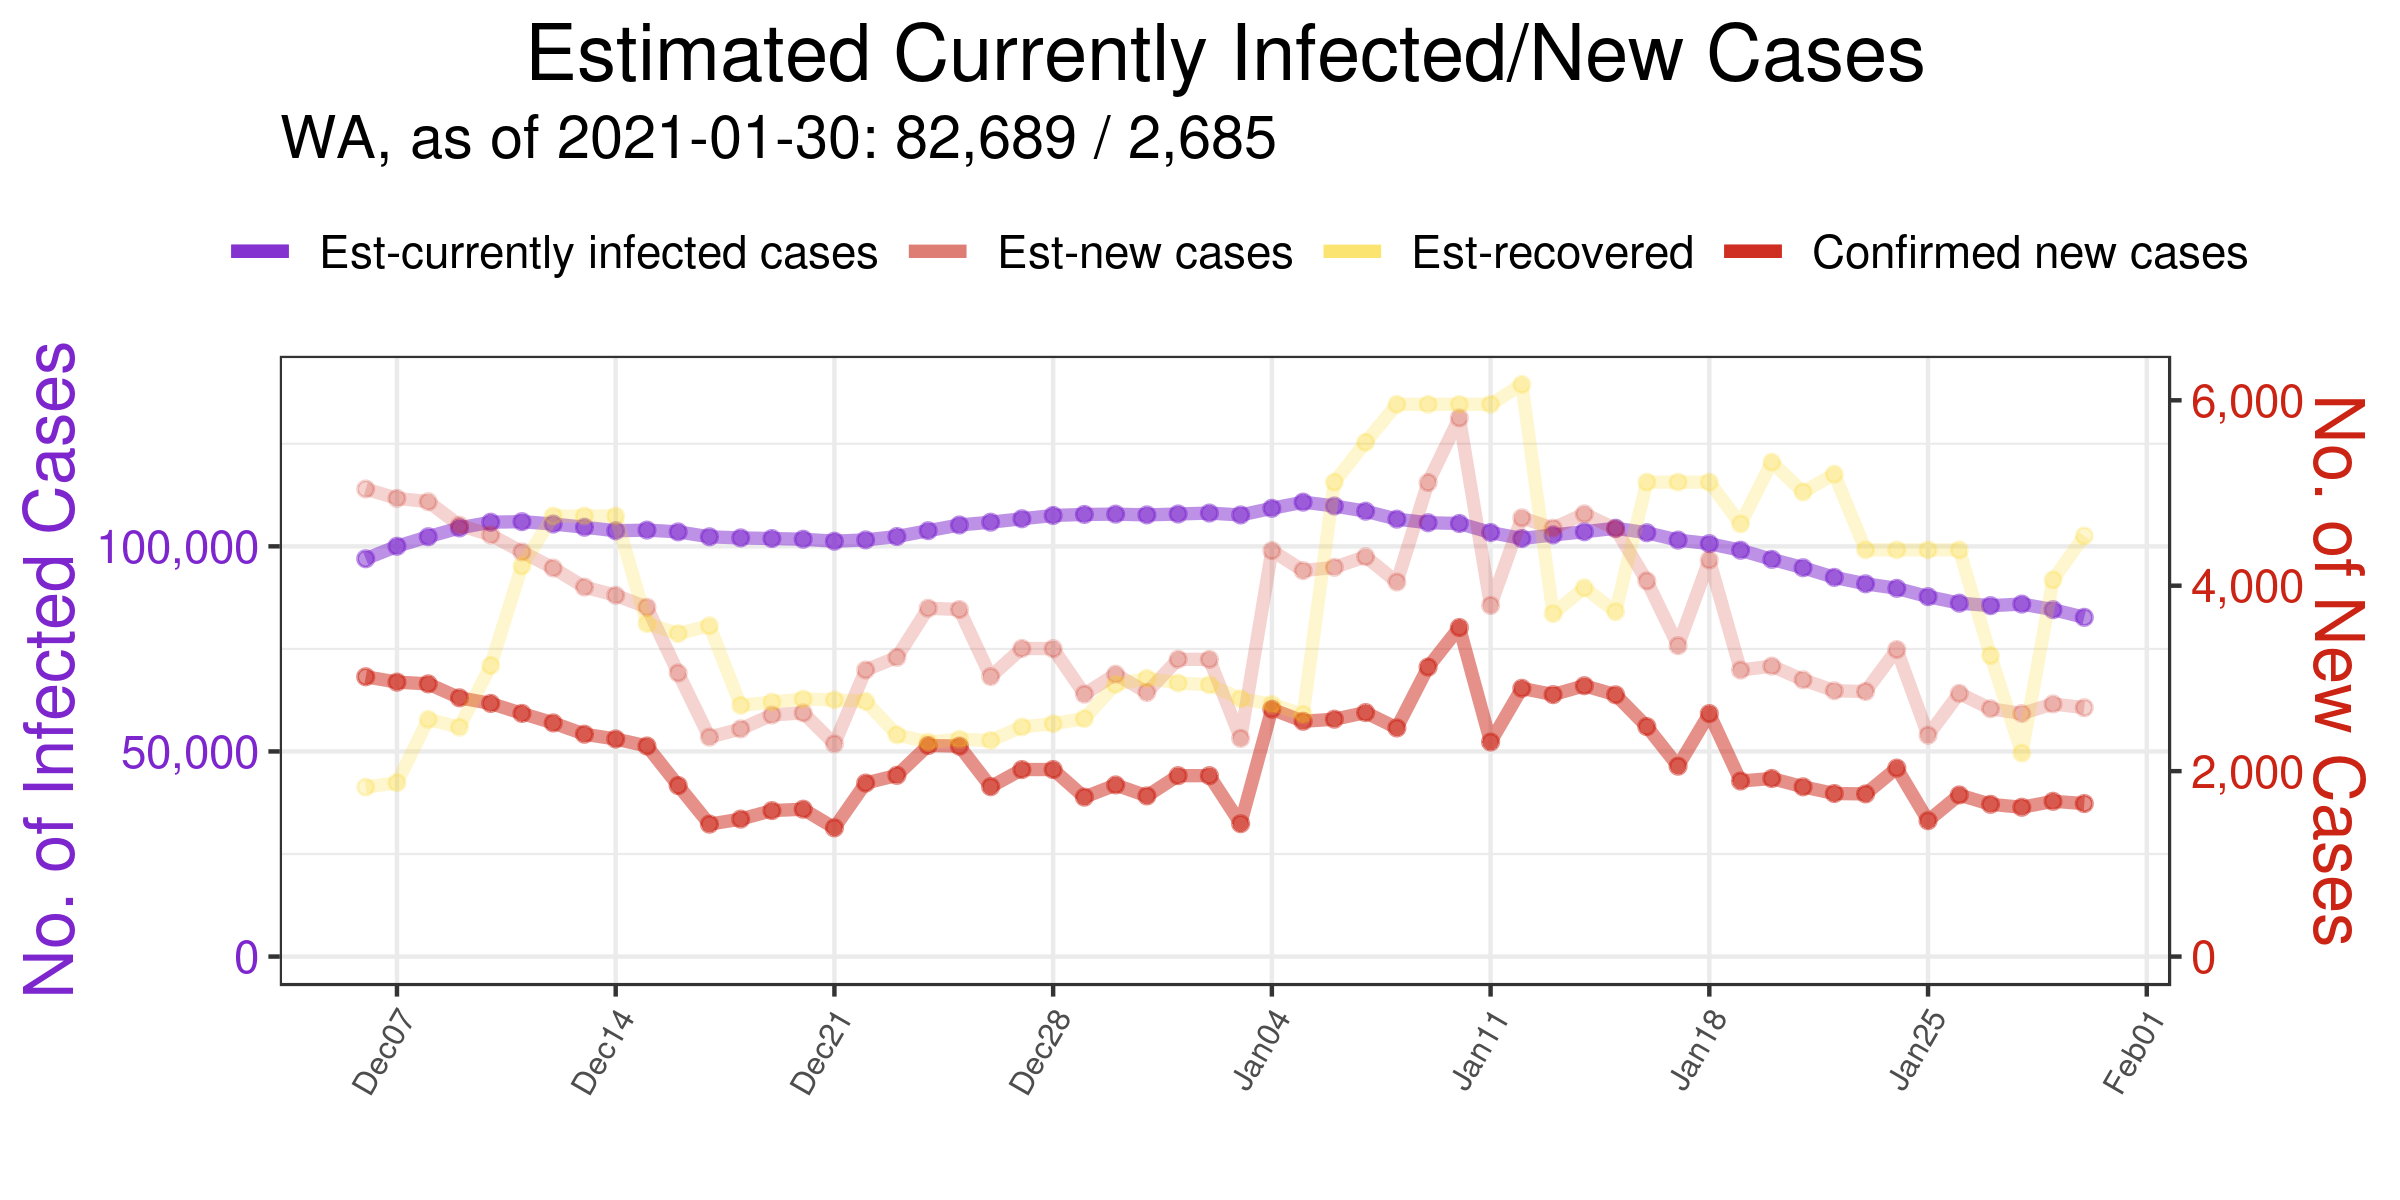 Estimated Currently Infected/New Cases
WA, as of 2021-01-30: 82,689 / 2,685
Est-currently infected cases Est-new cases Est-recovered Confirmed new cases
No. of Infected Cases
100,000
50,000
0
6,000
4,000
2,000
0
No. of New Cases
Dec07 Dec14 Dec21 Dec28 Jan04 Jan11 Jan18 Jan25 Feb01